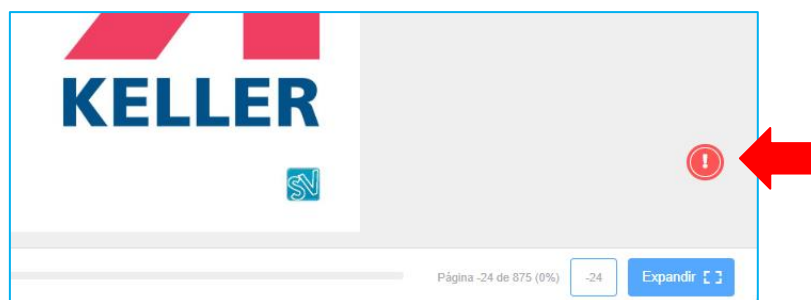 KELLER
SV
!
Página -24 de 875 (0%)
-24
Expandir